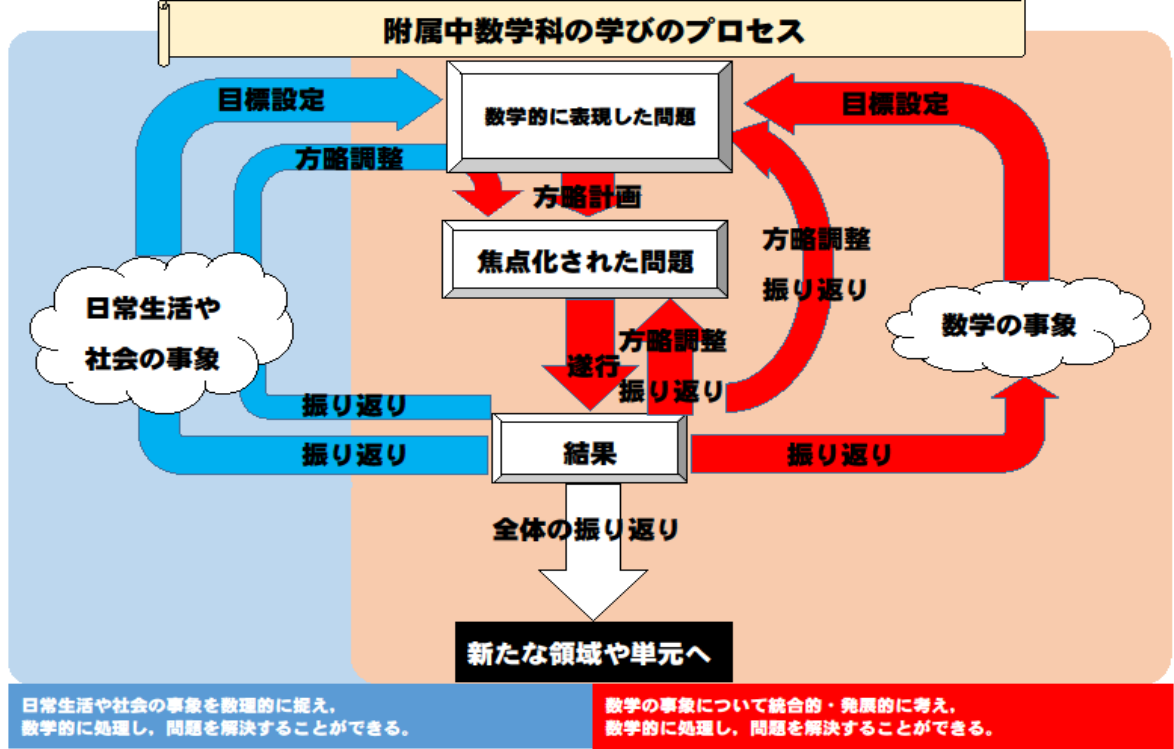 附属中数学科の学びのプロセス
目標設定
数学的に表現した問題
目標設定
方略調整
方略計画
方略調整
振り返り
焦点化された問題
日常生活や
社会の事象
数学の事象
方略調整
遂行
振り返り
振り返り
振り返り
結果
振り返り
全体の振り返り
新たな領域や単元へ
日常生活や社会の事象を数理的に捉え，
数学的に処理し，問題を解決することができる。
数学の事象について統合的・発展的に考え，
数学的に処理し，問題を解決することができる。